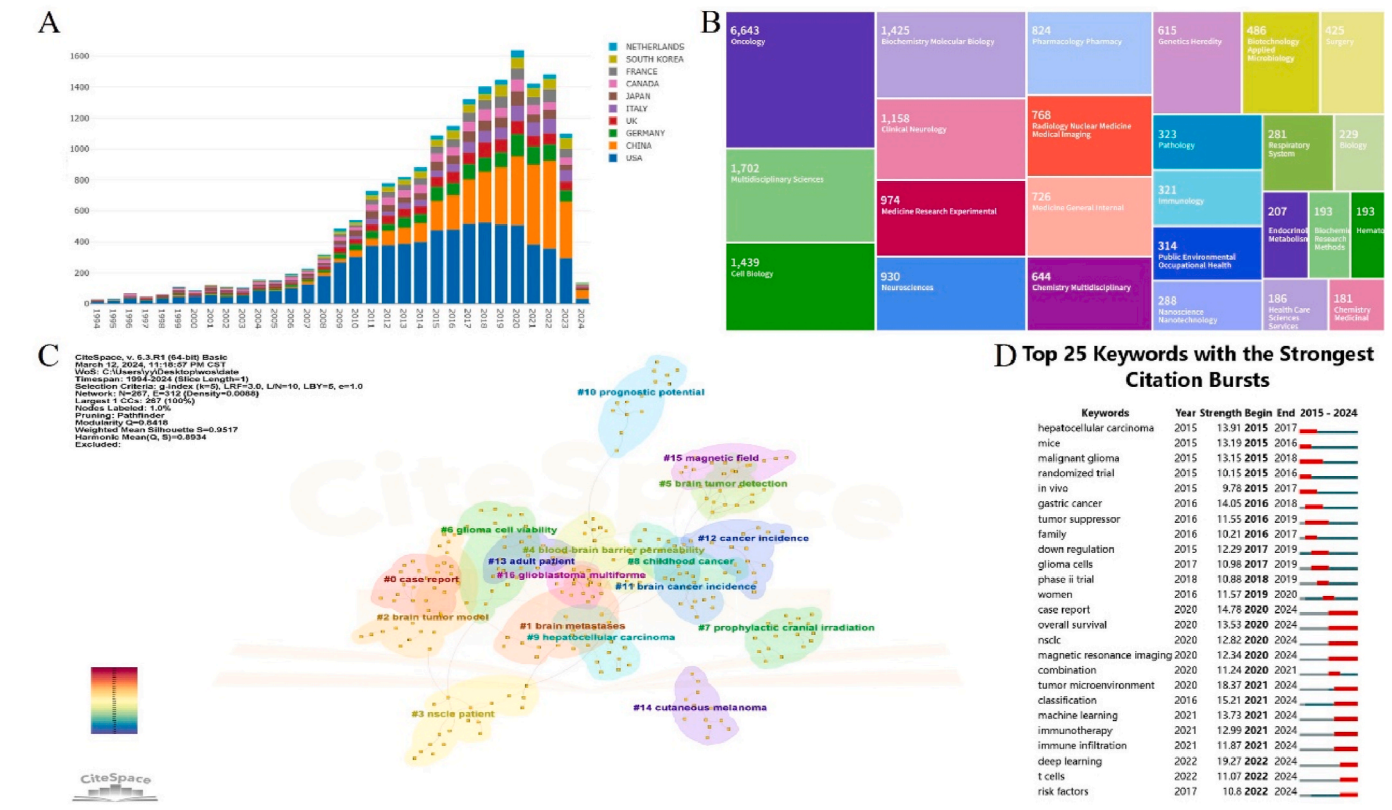 A
1600
1400
1200
1000
800
600
400
200
0
1994
1995
1996
1997
1998
1999
2000
2001
2002
2003
2004
2005
2006
2007
2008
2009
2010
2011
2012
2013
2014
2015
2016
2017
2018
2019
2020
2021
2022
2023
2024
NETHERLANDS
SOUTH KOREA
FRANCE
CANADA
JAPAN
ITALY
UK
GERMANY
CHINA
USA
B
6,643
Oncology
1,702
Multidisciplinary Sciences
1,439
Cell Biology
1,425
Biochemistry Molecular Biology
1,158
Clinical Neurology
974
Medicine Research Experimental
930
Neurosciences
824
Pharmacology Pharmacy
768
Radiology Nuclear Medicine
Medical Imaging
726
Medicine General Internal
644
Chemistry Multidisciplinary
615
Genetics Heredity
486
Biotechnology
Applied
Microbiology
425
Surgery
323
Pathology
321
Immunology
314
Public Environmental
Occupational Health
288
Nanoscience
Nanotechnology
281
Respiratory
System
229
Biology
207
Endocrinol
Metabolism
193
Biochemic
Research
Methods
193
Hemato
186
Health Care
Sciences
Services
181
Chemistry
Medicinal
C
CiteSpace, v. 6.3.R1 (64-bit) Basic
March 12, 2024, 11:18:57 PM CST
WoS: C:\Users\yy\Desktop\wos\date
Timespan: 1994-2024 (Slice Length=1)
Selection Criteria: g-index (k=5), LRF=3.0, L/N=10, LBY=5, e=1.0
Network: N=267, E=312 (Density=0.0088)
Largest 1 CCs: 267 (100%)
Nodes Labeled: 1.0%
Pruning: Pathfinder
Modularity Q=0.8418
Weighted Mean Silhouette S=0.9517
Harmonic Mean(Q, S)=0.8934
Excluded:
CiteSpace
#10 prognostic potential
#15 magnetic field
#5 brain tumor detection
#6 glioma cell viability
#12 cancer incidence
#4 blood-brain barrier permeability
#13 adult patient
#8 childhood cancer
#16 glioblastoma multiforme
#0 case report
#11 brain cancer incidence
#2 brain tumor model
#1 brain metastases
#7 prophylactic cranial irradiation
#9 hepatocellular carcinoma
#14 cutaneous melanoma
#3 nsclc patient
CiteSpace
D Top 25 Keywords with the Strongest
Citation Bursts
Keywords Year Strength Begin End 2015 - 2024
hepatocellular carcinoma 2015 13.91 2015 2017
mice 2015 13.19 2015 2016
malignant glioma 2015 13.15 2015 2018
randomized trial 2015 10.15 2015 2016
in vivo 2015 9.78 2015 2017
gastric cancer 2016 14.05 2016 2018
tumor suppressor 2016 11.55 2016 2019
family 2016 10.21 2016 2017
down regulation 2015 12.29 2017 2019
glioma cells 2017 10.98 2017 2019
phase ii trial 2018 10.88 2018 2019
women 2016 11.57 2019 2020
case report 2020 14.78 2020 2024
overall survival 2020 13.53 2020 2024
nsclc 2020 12.82 2020 2024
magnetic resonance imaging 2020 12.34 2020 2024
combination 2020 11.24 2020 2021
tumor microenvironment 2020 18.37 2021 2024
classification 2016 15.21 2021 2024
machine learning 2021 13.73 2021 2024
immunotherapy 2021 12.99 2021 2024
immune infiltration 2021 11.87 2021 2024
deep learning 2022 19.27 2022 2024
t cells 2022 11.07 2022 2024
risk factors 2017 10.8 2022 2024